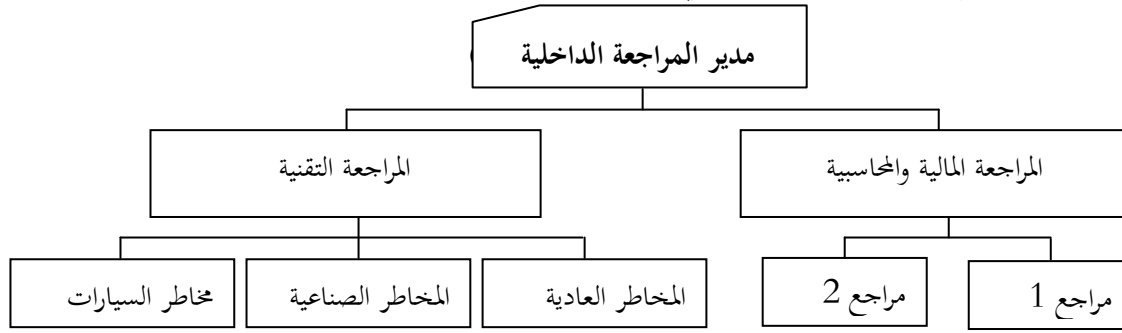 مدير المراجعة الداخلية
المراجعة المالية والمحاسبية
المراجعة التقنية
مراجع 1
مراجع 2
المخاطر العادية
المخاطر الصناعية
مخاطر السيارات